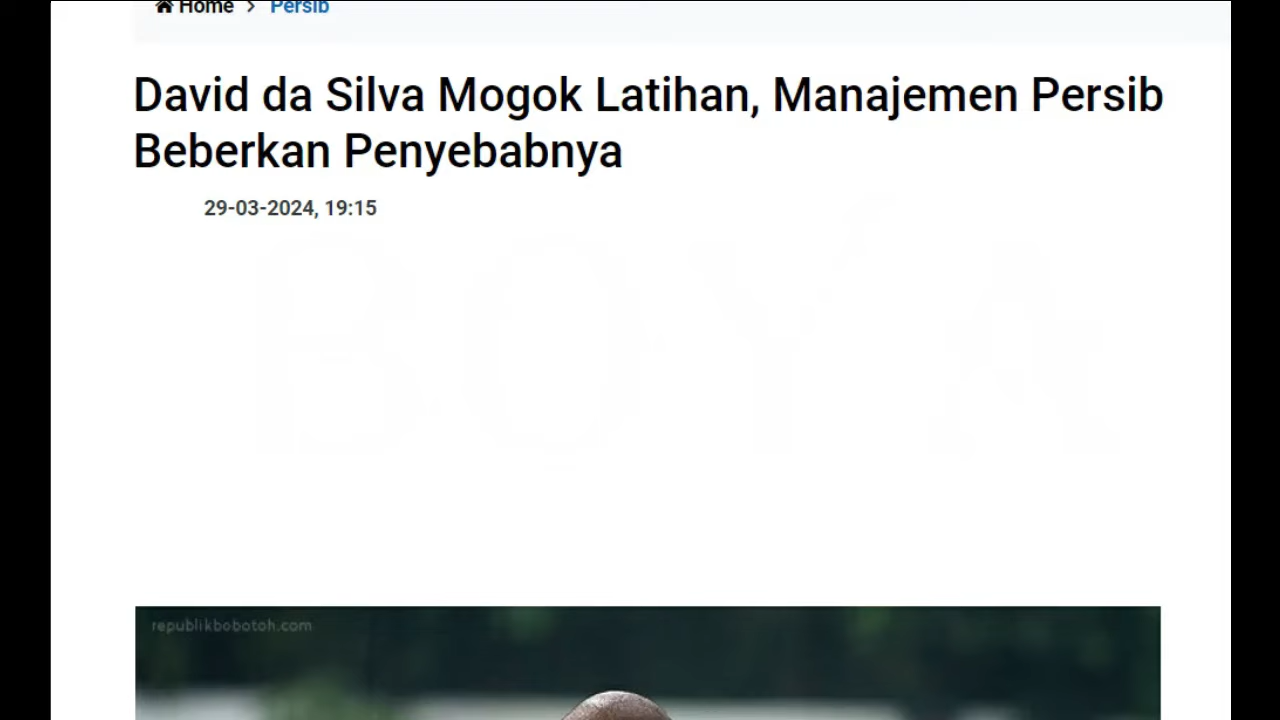 Home > Persib
David da Silva Mogok Latihan, Manajemen Persib
Beberkan Penyebabnya
29-03-2024, 19:15
republikbobotoh.com